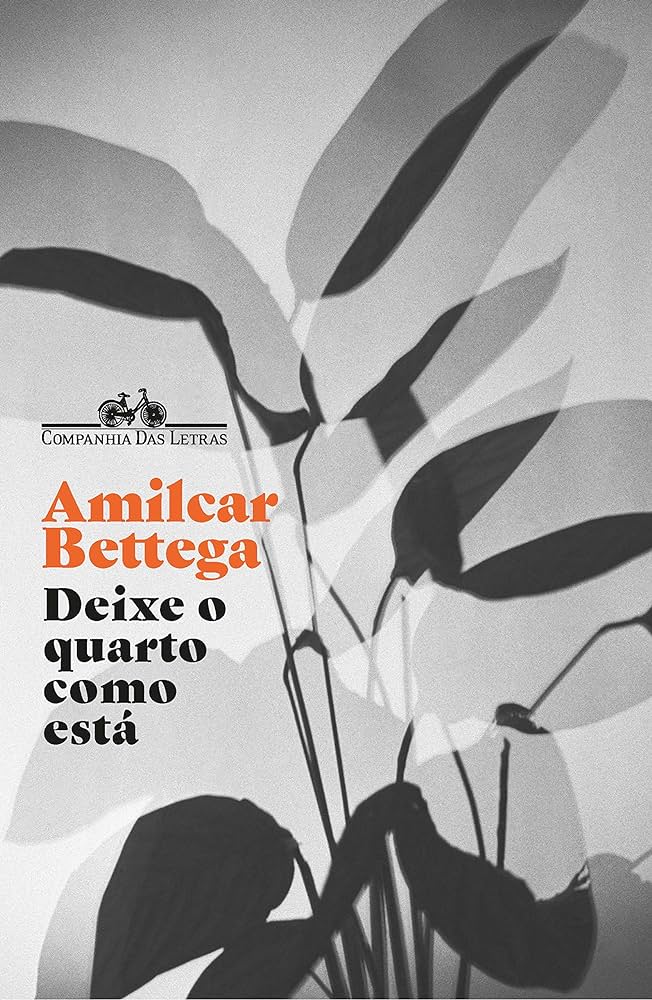 COMPANHIA DAS LETRAS
Amilcar
Bettega
Deixe o
quarto
como
está